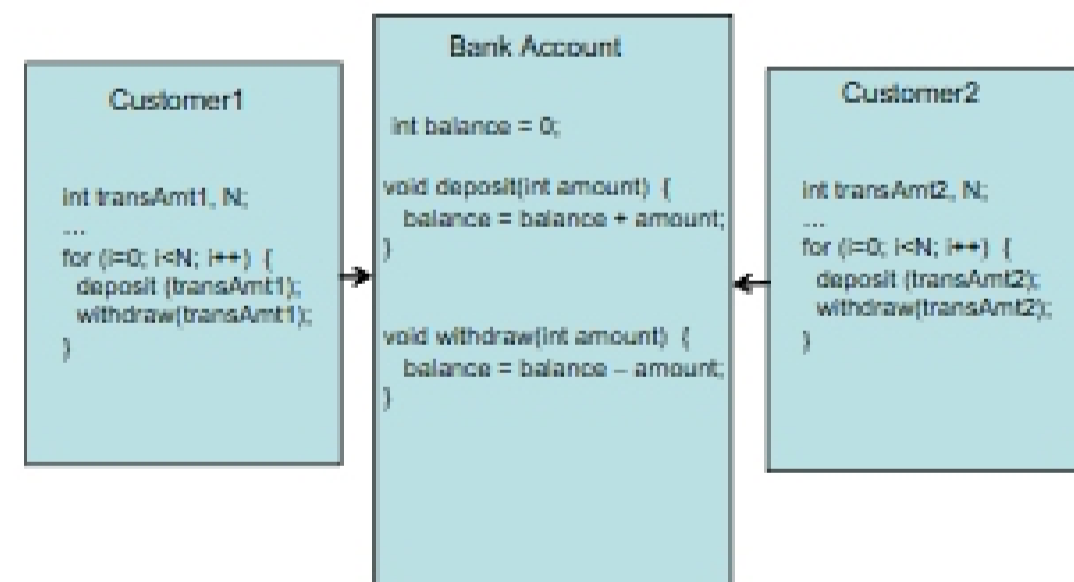 Customer1
int transAmt1, N;
...
for (i=0; i<N; i++) {
deposit (transAmt1);
withdraw(transAmt1);
}
Bank Account
int balance = 0;
void deposit(int amount) {
balance = balance + amount;
}
void withdraw(int amount) {
balance = balance – amount;
}
Customer2
int transAmt2, N;
...
for (i=0; i<N; i++) {
deposit (transAmt2);
withdraw(transAmt2);
}